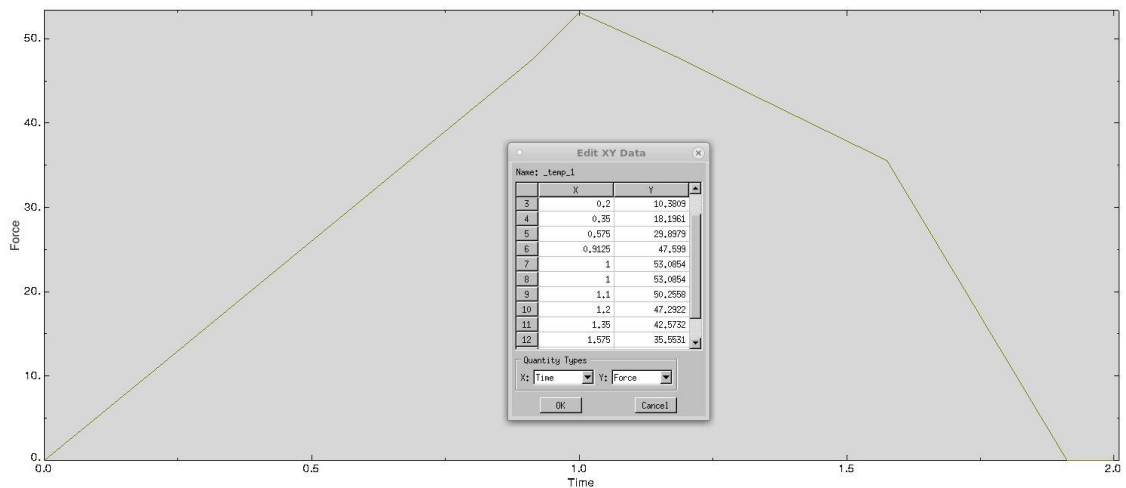 50.
40.
30.
20.
10.
0.
Force
0.0 0.5 1.0 1.5 2.0
Time
Edit XY Data
Name: _temp_1
X Y
3 0.2 10.3809
4 0.35 18.1961
5 0.575 29.8979
6 0.9125 47.599
7 1 53.0854
8 1 53.0854
9 1.1 50.2558
10 1.2 47.2922
11 1.35 42.5732
12 1.575 35.5531
Quantity Types
X: Time Y: Force
OK Cancel